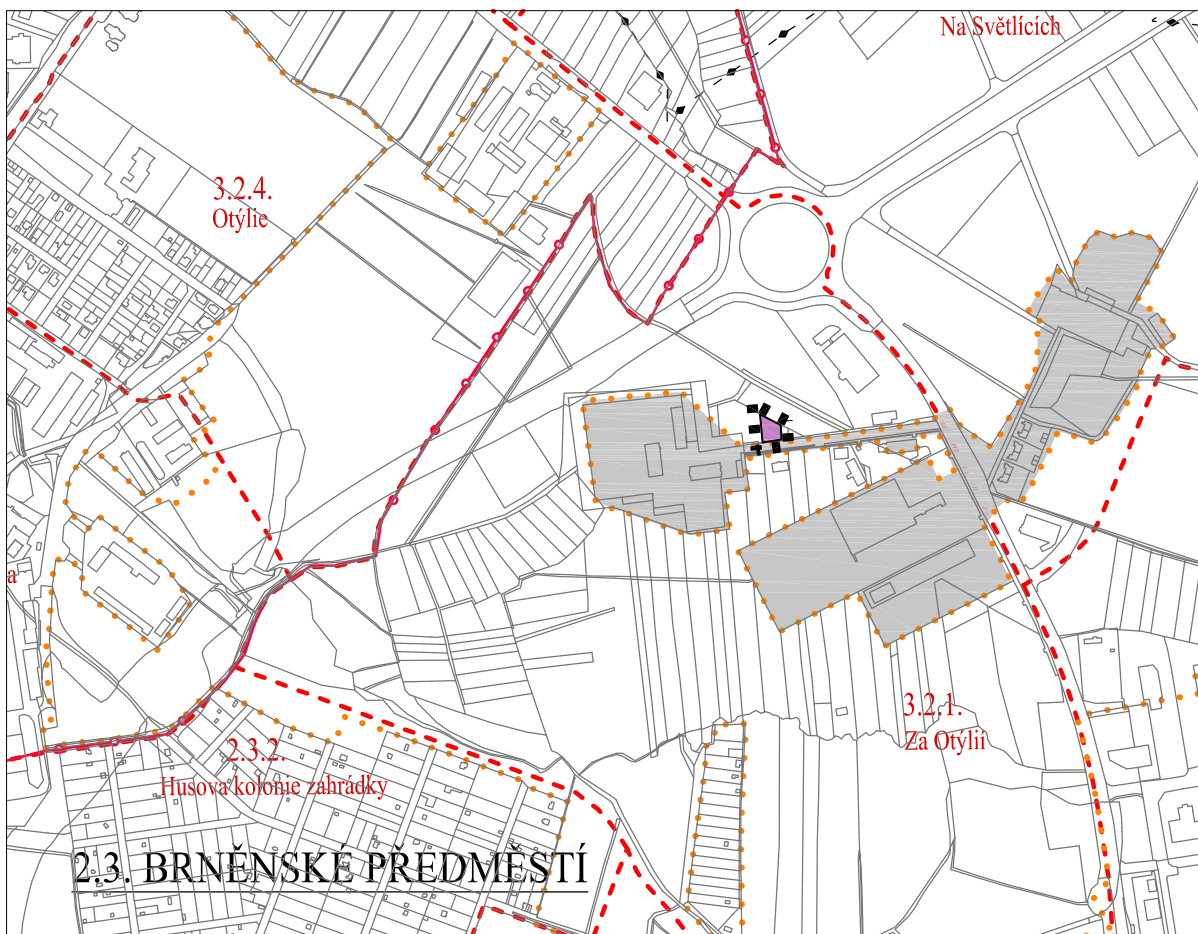 Na Světlících
3.2.4.
Otýlie
a
3.2.1.
Za Otýlií
2.3.2.
Husova kolonie zahrádky
2.3. BRNĚNSKÉ PŘEDMĚSTÍ